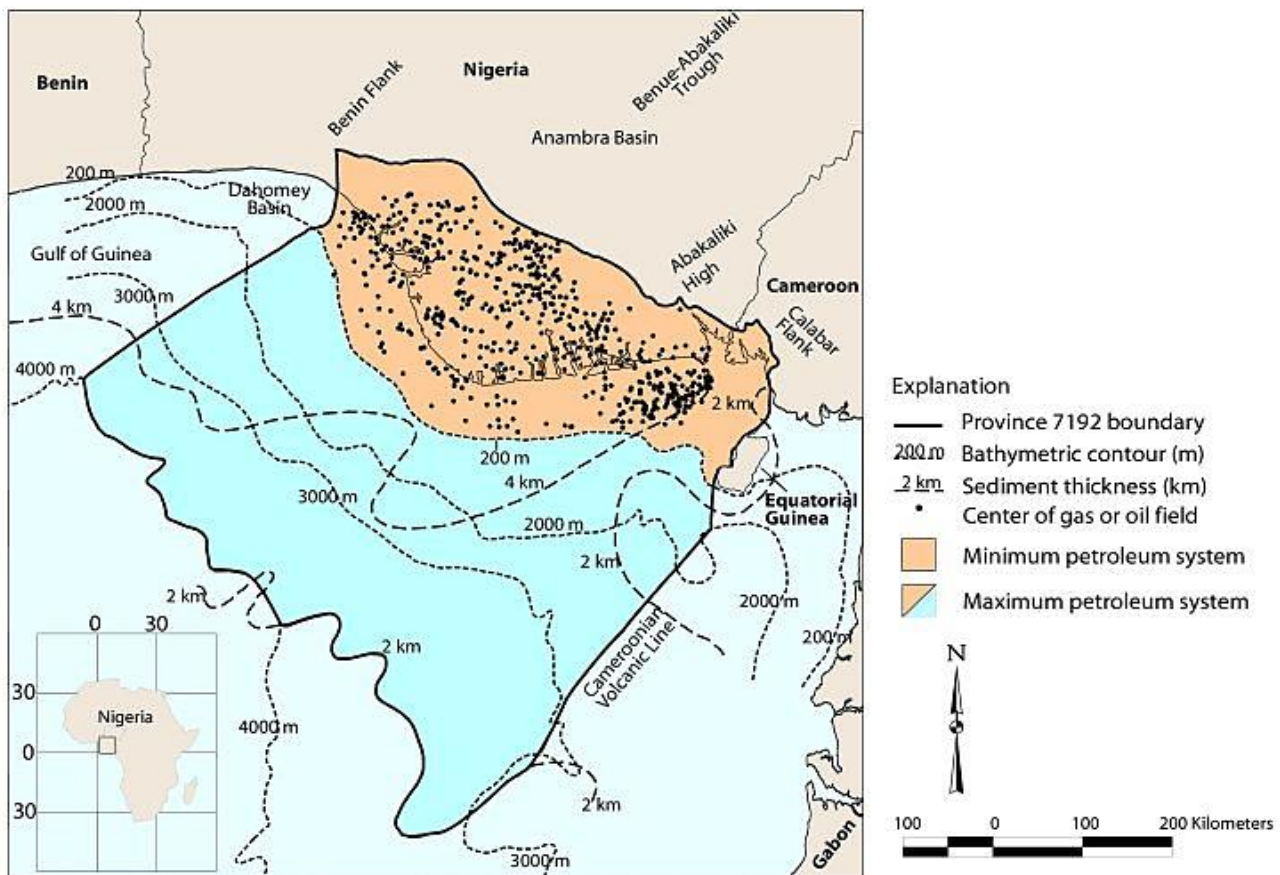 Benin
Nigeria
Benin Flank
Benue-Abakaliki
Trough
Anambra Basin
200 m
2000 m
Dahomey
Basin
Gulf of Guinea
3000 m
4 km
4000 m
Abakaliki
High
Cameroon
Calabar
Flank
2 km
200 m
4 km
3000 m
2000 m
Equatorial
Guinea
2 km
2000 m
200 m
2 km
2 km
Cameroonian
Volcanic Line
4000 m
2 km
3000 m
Gabon
0 30
30
Nigeria
0
30
Explanation
Province 7192 boundary
200 m Bathymetric contour (m)
2 km Sediment thickness (km)
Center of gas or oil field
Minimum petroleum system
Maximum petroleum system
N
100 0 100 200 Kilometers